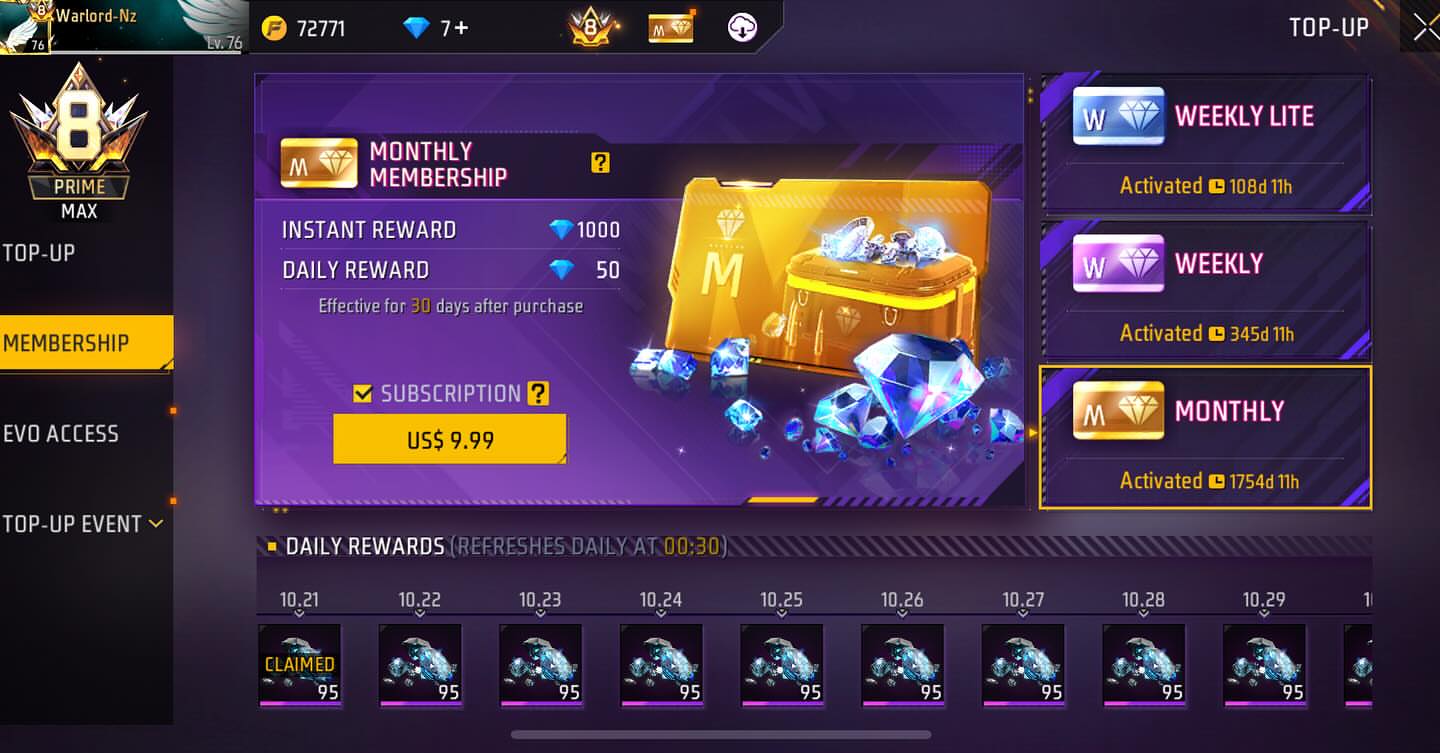 Warlord-Nz
8
76
Lv. 76
72771
7+
8
M
TOP-UP
8
PRIME
MAX
TOP-UP
MEMBERSHIP
EVO ACCESS
TOP-UP EVENT
M
MONTHLY
MEMBERSHIP
?
INSTANT REWARD 1000
DAILY REWARD 50
Effective for 30 days after purchase
SUBSCRIPTION ?
US$ 9.99
M
W
WEEKLY LITE
Activated 108d 11h
W
WEEKLY
Activated 345d 11h
M
MONTHLY
Activated 1754d 11h
DAILY REWARDS (REFRESHES DAILY AT 00:30)
10.21 10.22 10.23 10.24 10.25 10.26 10.27 10.28 10.29
CLAIMED
95 95 95 95 95 95 95 95 95